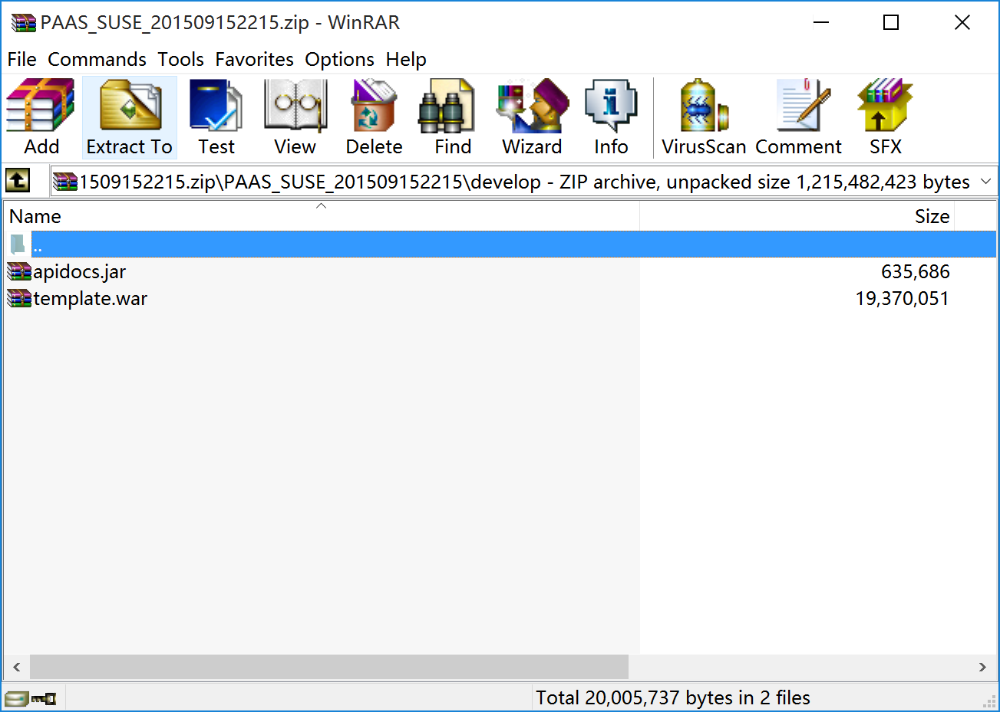 PAAS_SUSE_201509152215.zip - WinRAR
File Commands Tools Favorites Options Help
Add Extract To Test View Delete Find Wizard Info VirusScan Comment SFX
1509152215.zip\PAAS_SUSE_201509152215\develop - ZIP archive, unpacked size 1,215,482,423 bytes
Name Size
..
apidocs.jar 635,686
template.war 19,370,051
Total 20,005,737 bytes in 2 files